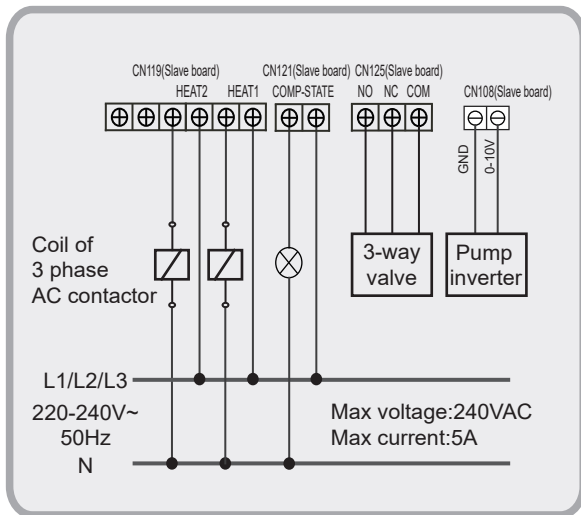 CN119(Slave board) CN121(Slave board) CN125(Slave board)
HEAT2 HEAT1 COMP-STATE NO NC COM CN108(Slave board)
GND
0-10V
Coil of
3 phase
AC contactor
3-way
valve
Pump
inverter
L1/L2/L3
220-240V~
50Hz
N
Max voltage:240VAC
Max current:5A